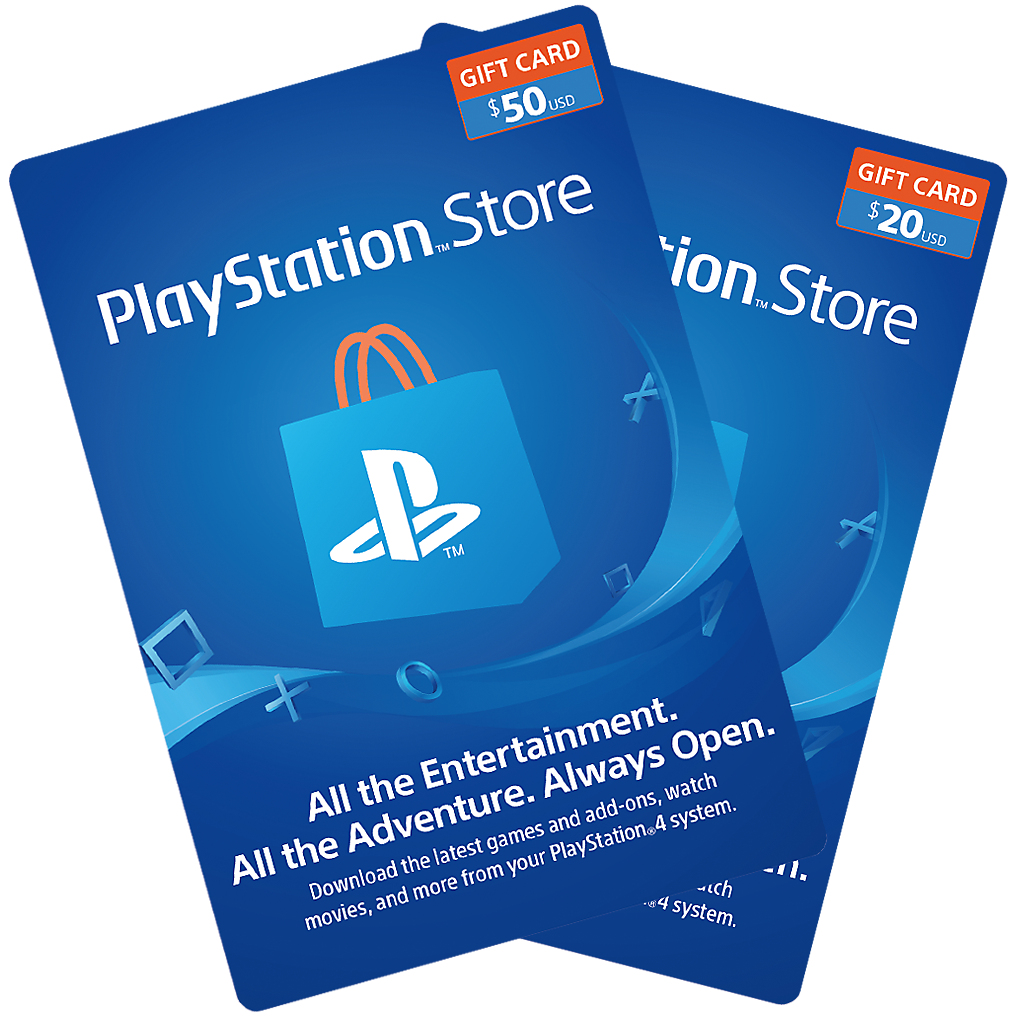 GIFT CARD
$50 USD
PlayStation™ Store
TM
All the Entertainment.
All the Adventure. Always Open.
Download the latest games and add-ons, watch
movies, and more from your PlayStation®4 system.
GIFT CARD
$20 USD
tion™ Store
®4 system.